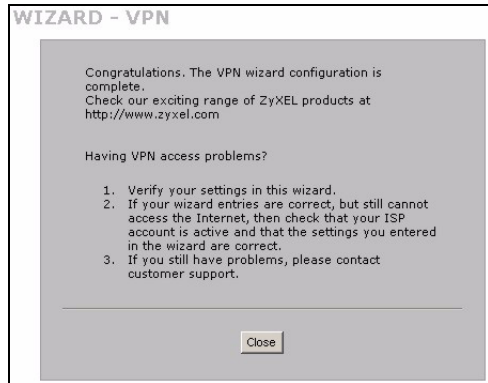 WIZARD - VPN
Congratulations. The VPN wizard configuration is
complete.
Check our exciting range of ZyXEL products at
http://www.zyxel.com
Having VPN access problems?
1. Verify your settings in this wizard.
2. If your wizard entries are correct, but still cannot
access the Internet, then check that your ISP
account is active and that the settings you entered
in the wizard are correct.
3. If you still have problems, please contact
customer support.
Close